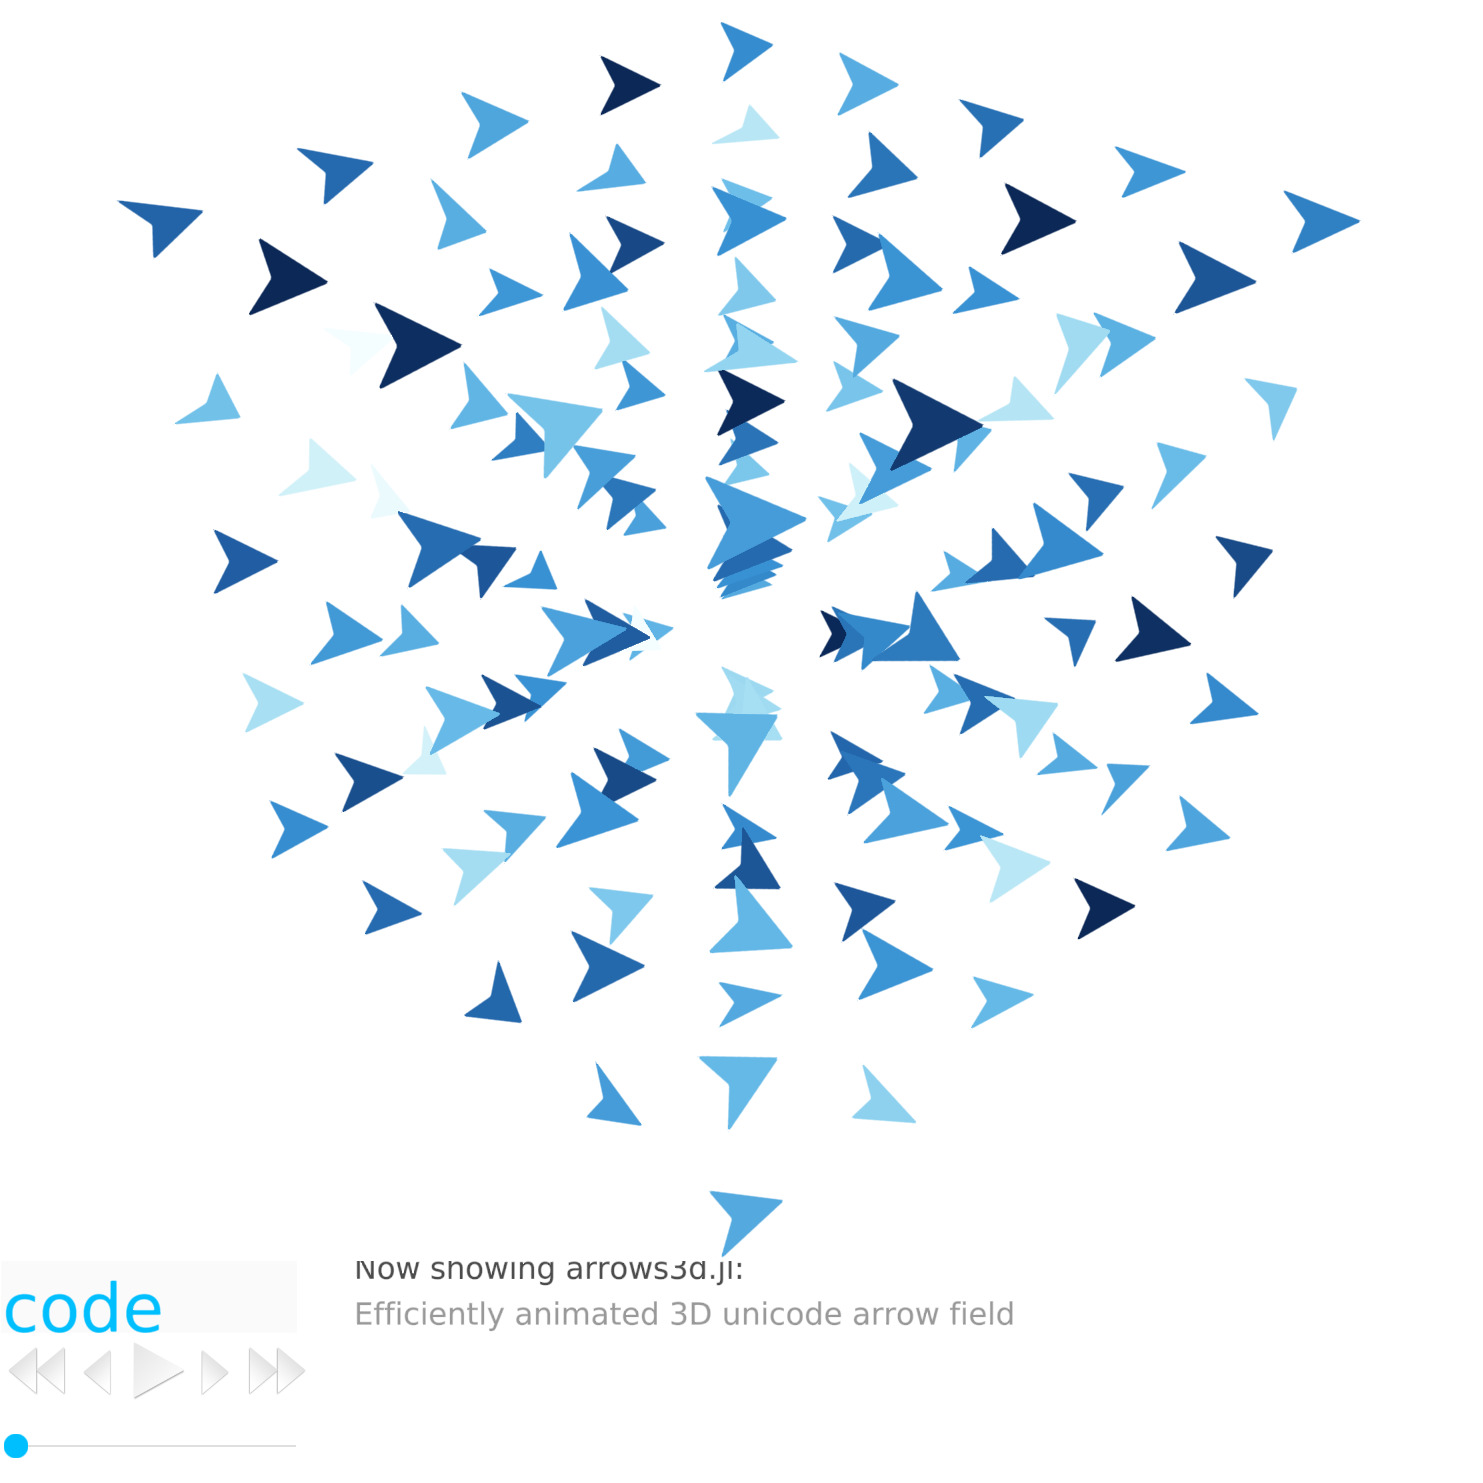 Now showing arrows3d.jl:
code
Efficiently animated 3D unicode arrow field